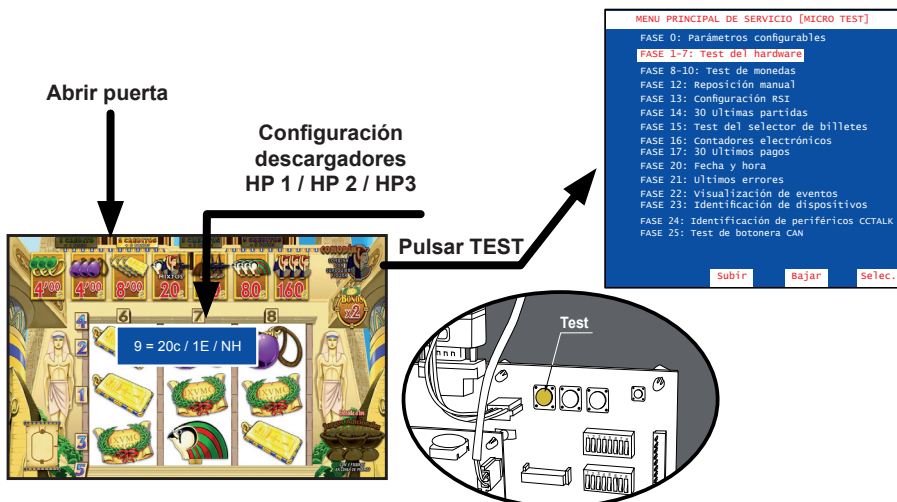 MENU PRINCIPAL DE SERVICIO [MICRO TEST]
FASE 0: Parámetros configurables
FASE 1-7: Test del hardware
FASE 8-10: Test de monedas
FASE 12: Reposición manual
FASE 13: Configuración RSI
FASE 14: 30 Ultimas partidas
FASE 15: Test del selector de billetes
FASE 16: Contadores electrónicos
FASE 17: 30 Ultimos pagos
FASE 20: Fecha y hora
FASE 21: Ultimos errores
FASE 22: Visualización de eventos
FASE 23: Identificación de dispositivos
FASE 24: Identificación de periféricos CCTALK
FASE 25: Test de botonera CAN
Subir Bajar Selec.
Abrir puerta
Configuración
descargadores
HP 1 / HP 2 / HP3
Pulsar TEST
4'00 4'00 8'00 20 80 160
MIXTOS
BONUS
x2
4 6 7 8
2
9 = 20c / 1E / NH
1
3
5
XVMG
Test